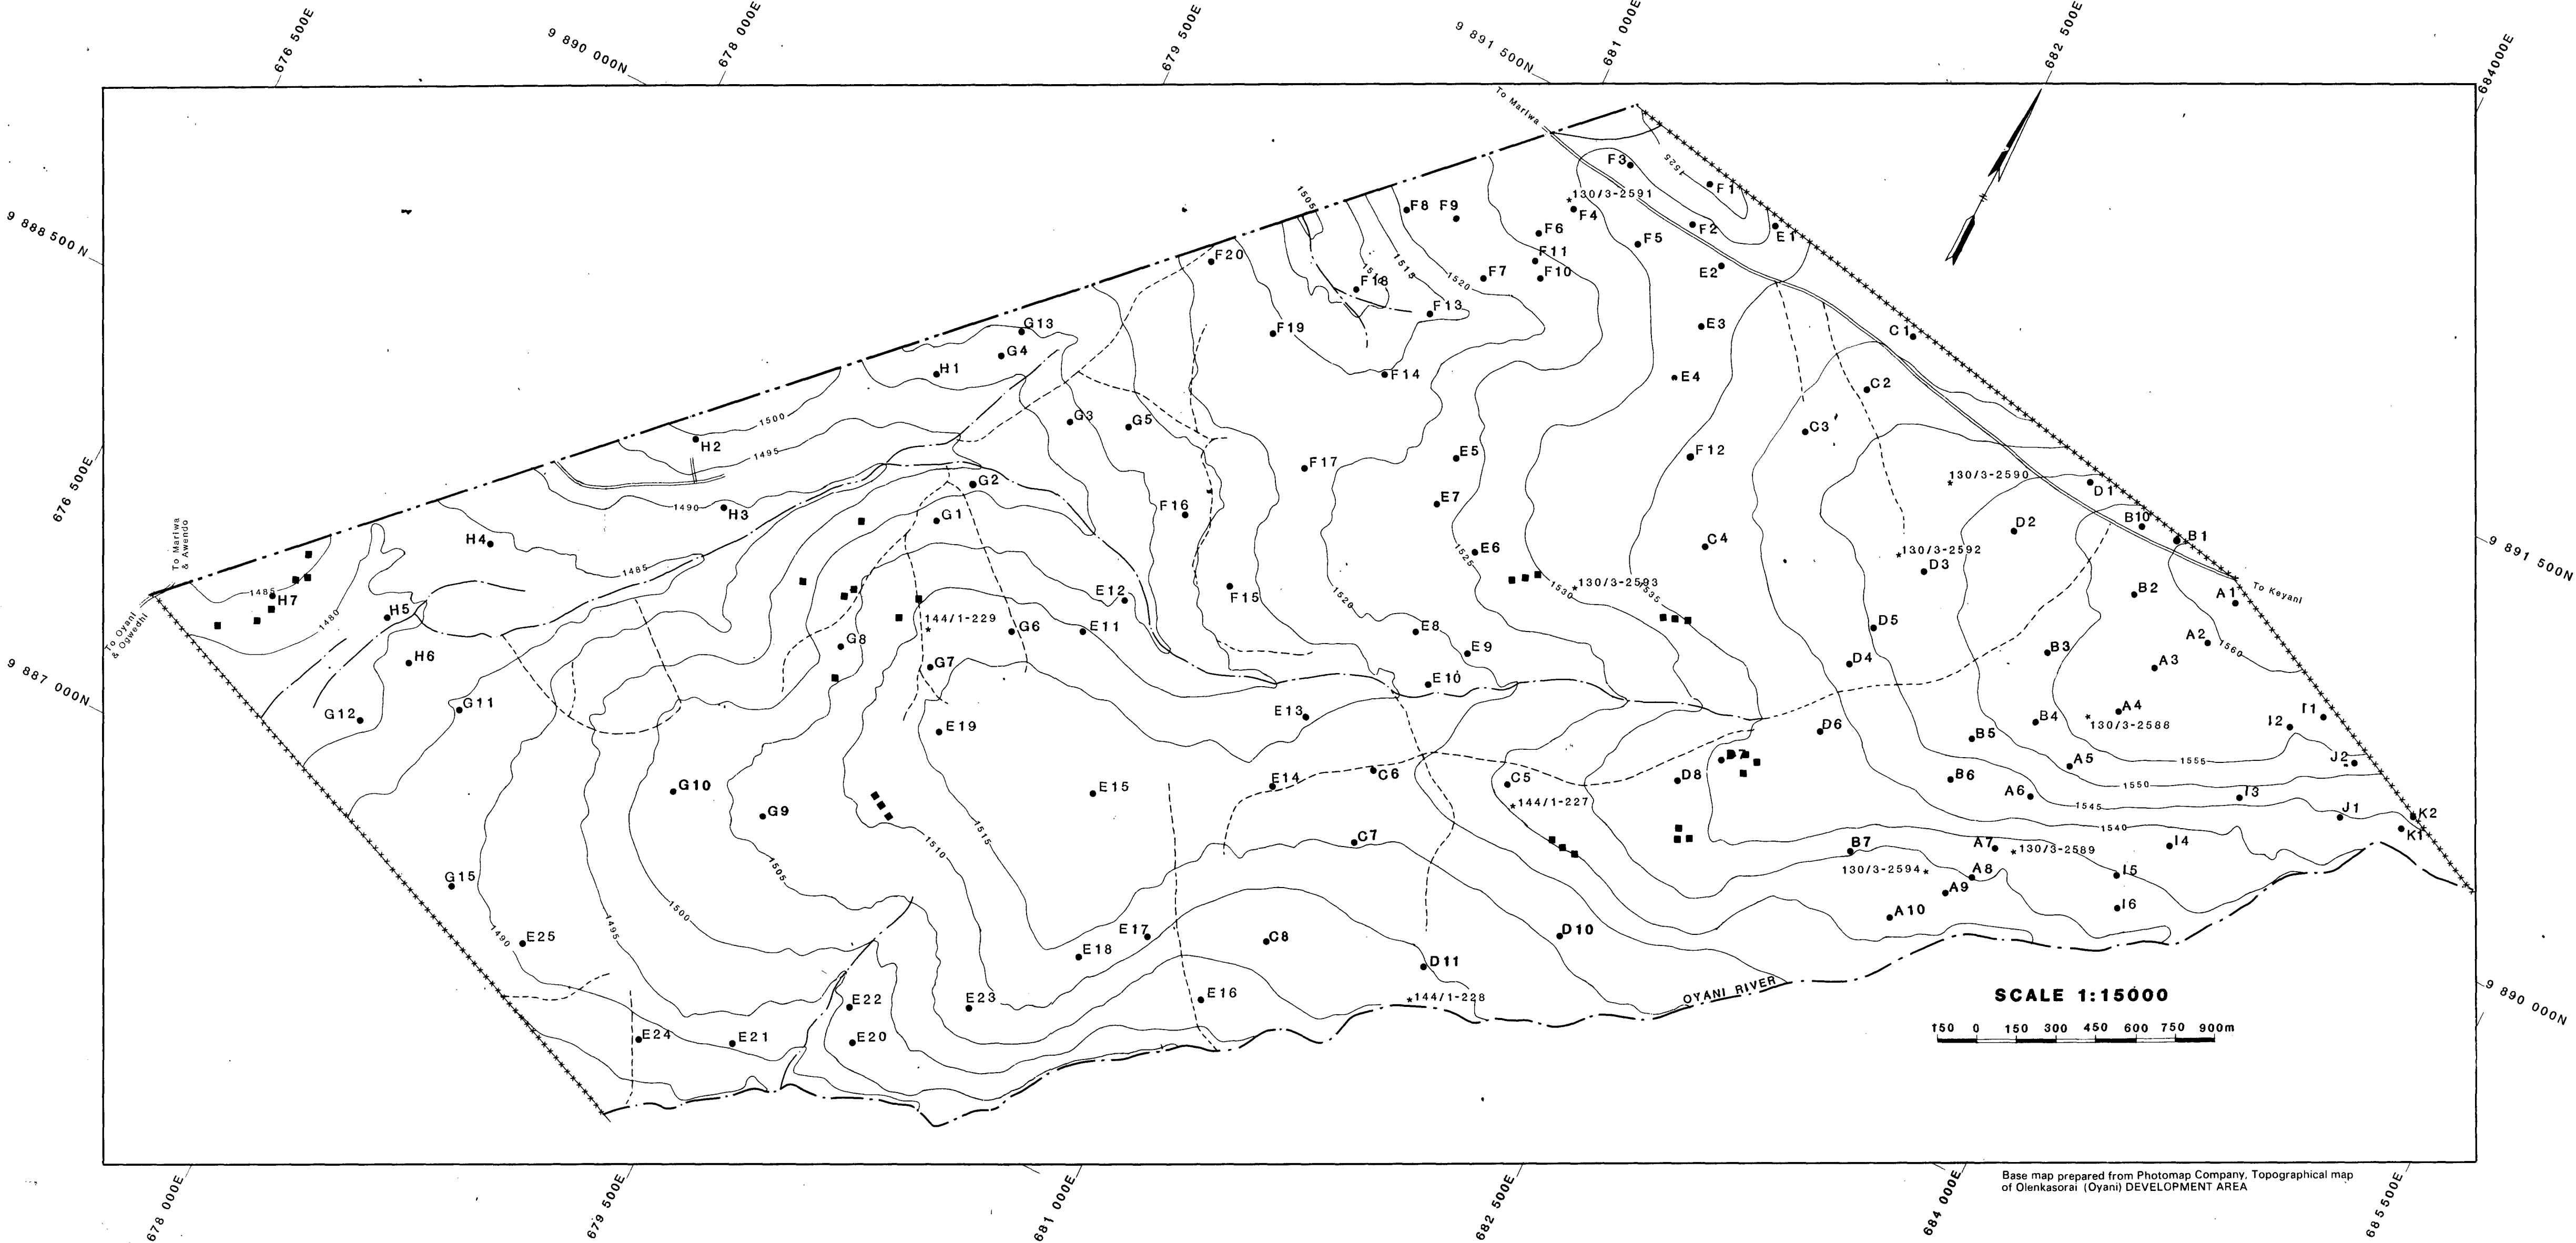 676 500E
9 890 000N
678 000E
679 500E
9 891 500N
681 000E
682 500E
684000E
To Mariwa
F3
1525
F1
130/3-2591
F4
1505
F8
F9
F6
F5
F2
E1
9 888 500 N
F20
F11
F10
F7
E2
1520
1515
1510
F18
F13
G13
F19
E3
C1
G4
H1
F14
E4
C2
1500
G3
G5
C3
H2
1495
E5
F12
F17
676 500E
G2
130/3-2590
D1
E7
1490
H3
F16
G1
B10
D2
To Mariwa
& Awendo
H4
B1
9 891 500N
E6
C4
1525
130/3-2592
D3
1485
130/3-2593
1530
1535
1485
H7
E12
F15
1520
B2
A1
To Keyani
1480
H5
144/1-229
G6
E11
E8
D5
To Oyani
& Ogwedhi
G8
E9
A2
1560
B3
H6
G7
D4
A3
9 887 000N
E10
G12
G11
E13
A4
130/3-2588
I1
I2
B4
E19
D6
B5
D7
A5
1555
J2
E14
C6
C5
D8
B6
1550
G10
E15
A6
I3
1545
144/1-227
G9
J1
K2
1515
1540
K1
1510
C7
B7
A7
130/3-2589
I4
1505
130/3-2594
A8
I5
G15
A9
1500
I6
A10
1495
1490
E25
E17
E18
C8
D10
D11
9 890 000N
OYANI RIVER
SCALE 1:15000
E22
E23
E16
144/1-228
150 0 150 300 450 600 750 900m
E24
E21
E20
678 000E
679 500E
681 000E
682 500E
684 000E
685 500E
Base map prepared from Photomap Company, Topographical map
of Olenkasorai (Oyani) DEVELOPMENT AREA